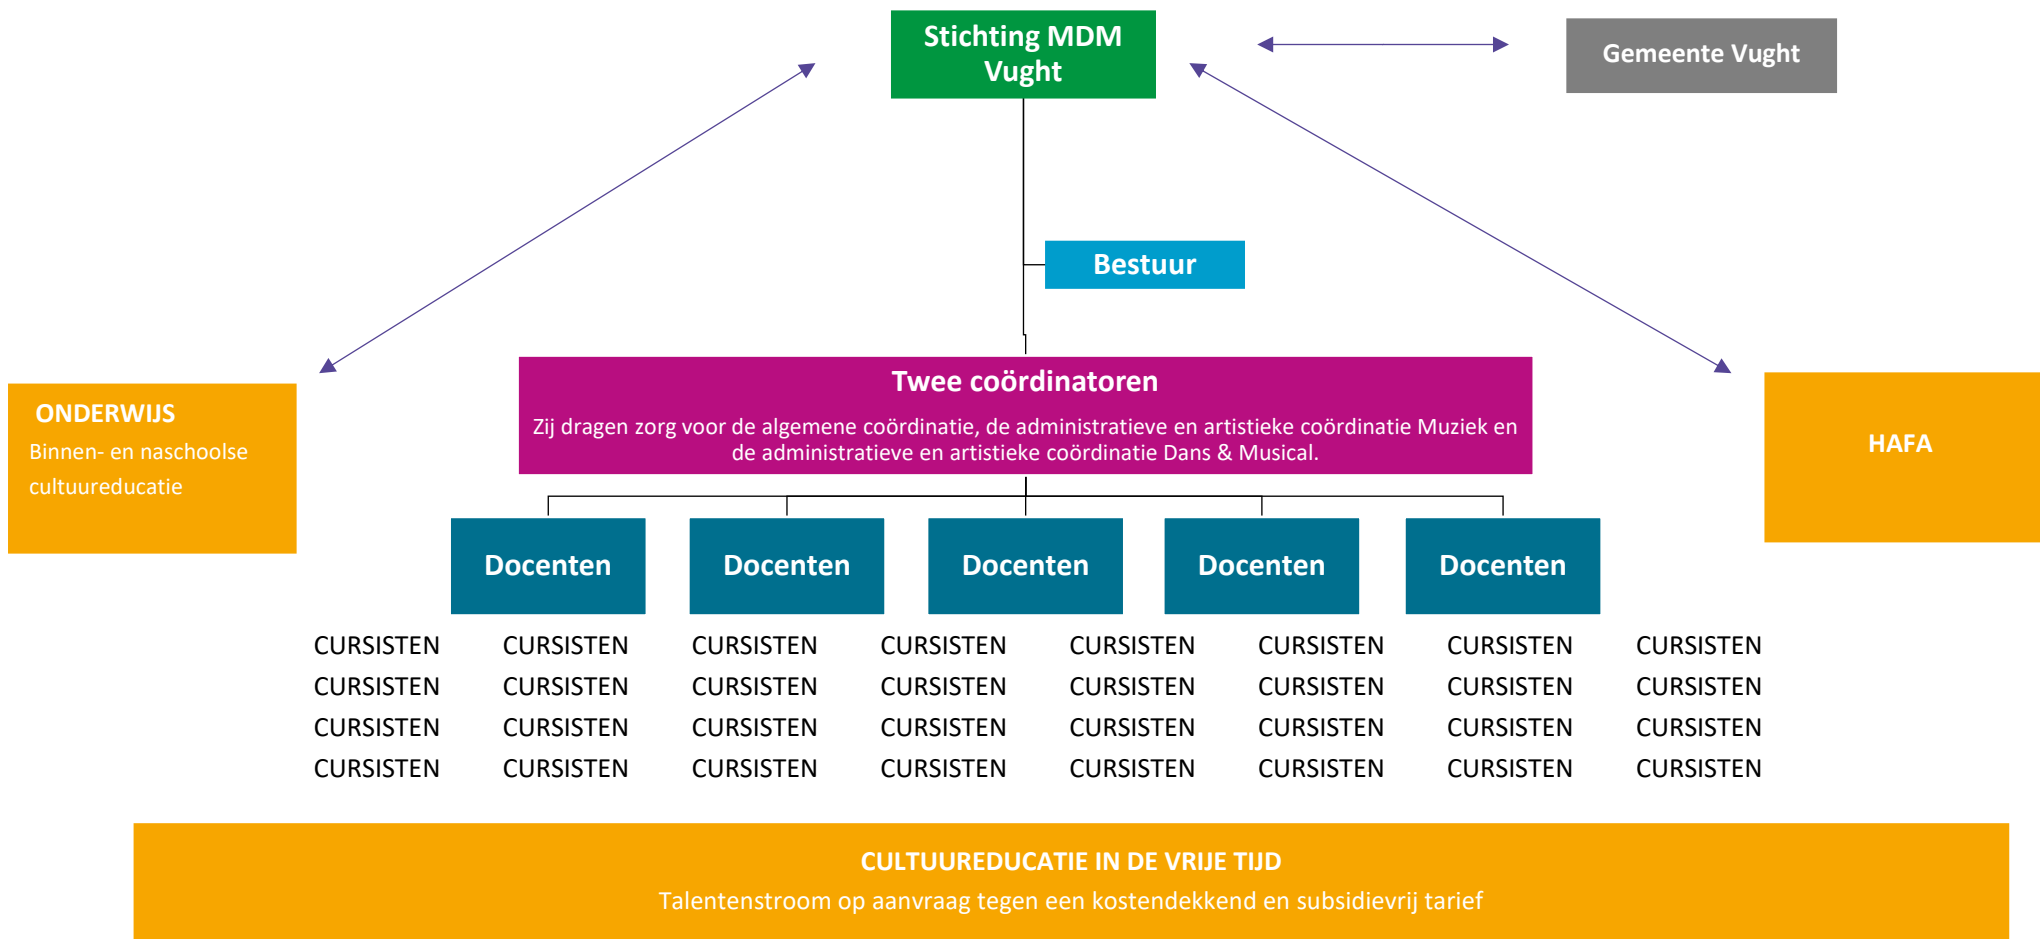 Stichting MDM
Vught
Gemeente Vught
Bestuur
Twee coördinatoren
Zij dragen zorg voor de algemene coördinatie, de administratieve en artistieke coördinatie Muziek en
de administratieve en artistieke coördinatie Dans & Musical.
ONDERWIJS
Binnen- en naschoolse
cultuureducatie
HAFA
Docenten Docenten Docenten Docenten Docenten
CURSISTEN CURSISTEN CURSISTEN CURSISTEN CURSISTEN CURSISTEN CURSISTEN CURSISTEN
CURSISTEN CURSISTEN CURSISTEN CURSISTEN CURSISTEN CURSISTEN CURSISTEN CURSISTEN
CURSISTEN CURSISTEN CURSISTEN CURSISTEN CURSISTEN CURSISTEN CURSISTEN CURSISTEN
CURSISTEN CURSISTEN CURSISTEN CURSISTEN CURSISTEN CURSISTEN CURSISTEN CURSISTEN
CULTUUREDUCATIE IN DE VRIJE TIJD
Talentenstroom op aanvraag tegen een kostendekkend en subsidievrij tarief